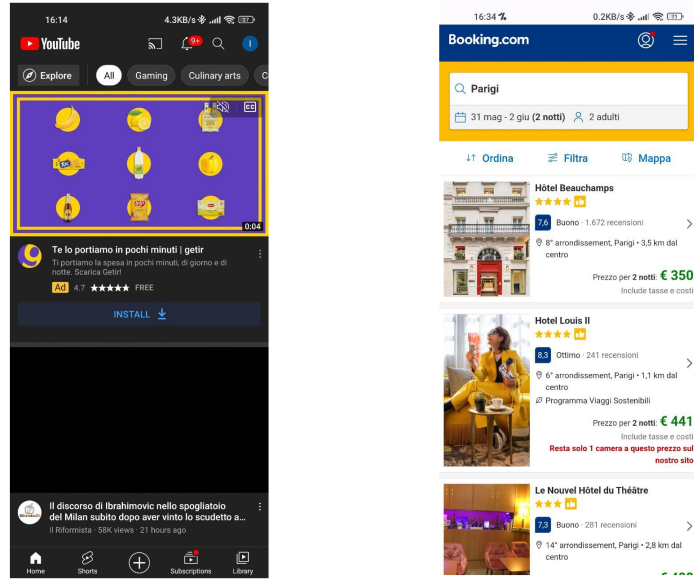 16:14
4.3KB/s
57
YouTube
9+
I
Explore
All
Gaming
Culinary arts
CC
0:04
Te lo portiamo in pochi minuti | getir
Ti portiamo la spesa in pochi minuti, di giorno e di
notte. Scarica Getir!
Ad 4.7 ★★★★★ FREE
INSTALL
Il discorso di Ibrahimovic nello spogliatoio
del Milan subito dopo aver vinto lo scudetto a...
Il Riformista · 58K views · 21 hours ago
Home
Shorts
Subscriptions
Library
16:34
0.2KB/s
Booking.com
Parigi
31 mag - 2 giu (2 notti) 2 adulti
Ordina
Filtra
Mappa
Hôtel Beauchamps
7,6 Buono · 1.672 recensioni
8° arrondissement, Parigi • 3,5 km dal
centro
Prezzo per 2 notti: € 350
Include tasse e costi
Hotel Louis II
8,3 Ottimo · 241 recensioni
6° arrondissement, Parigi • 1,1 km dal
centro
Programma Viaggi Sostenibili
Prezzo per 2 notti: € 441
Include tasse e costi
Resta solo 1 camera a questo prezzo sul
nostro sito
Le Nouvel Hôtel du Théâtre
7,3 Buono · 281 recensioni
14° arrondissement, Parigi • 2,8 km dal
centro